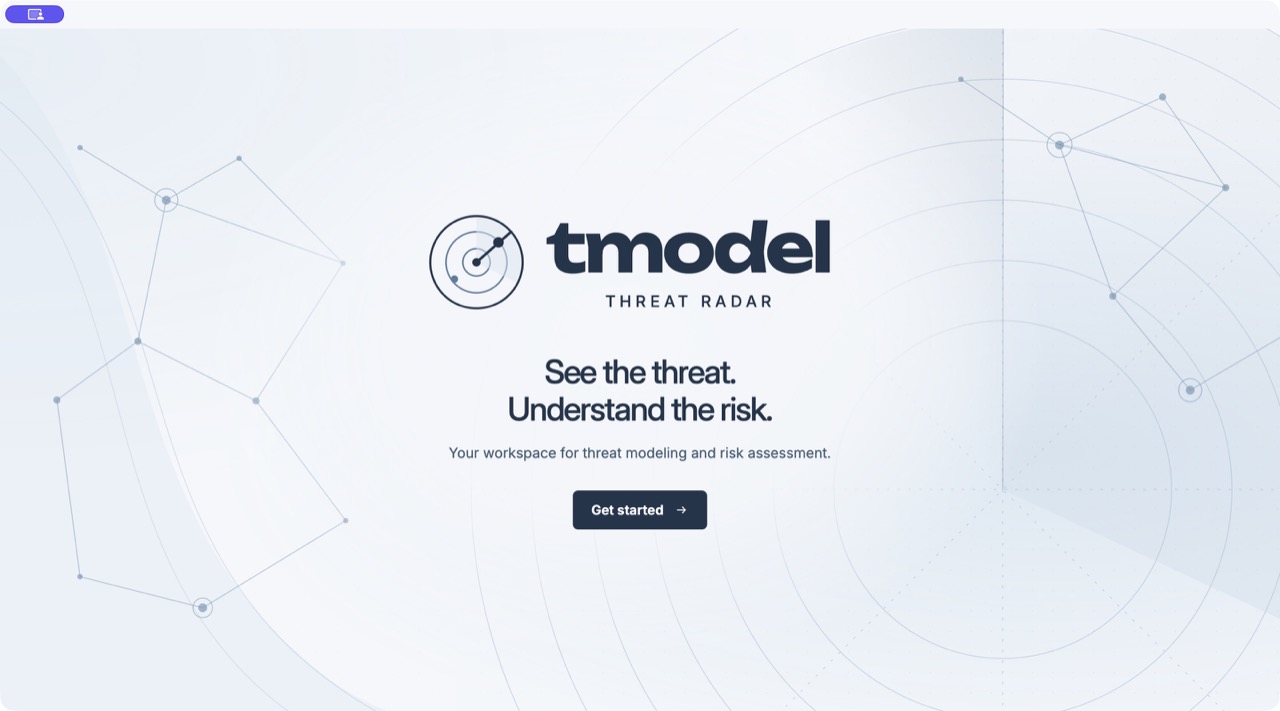 tmodel
THREAT RADAR
See the threat.
Understand the risk.
Your workspace for threat modeling and risk assessment.
Get started →